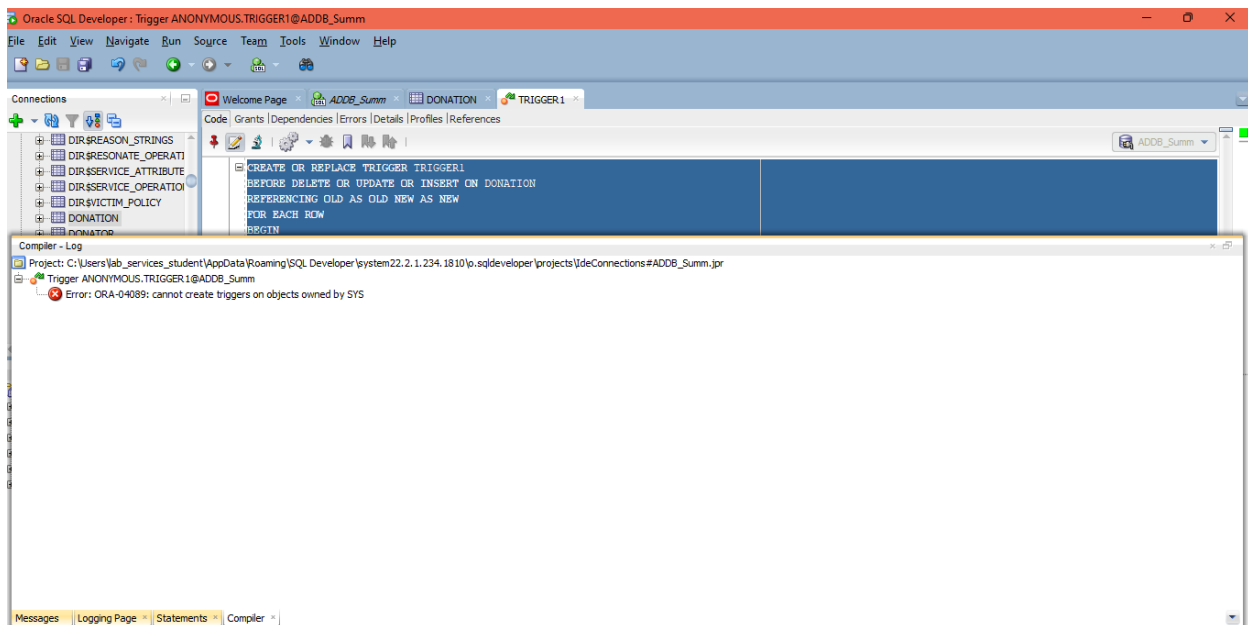 Oracle SQL Developer : Trigger ANONYMOUS.TRIGGER1@ADDB_Summ
File Edit View Navigate Run Source Team Tools Window Help
Connections
Welcome Page
ADDB_Summ
DONATION
TRIGGER1
Code Grants |Dependencies |Errors |Details |Profiles |References
ADDB_Summ
DIR$REASON_STRINGS
DIR$RESONATE_OPERATI
DIR$SERVICE_ATTRIBUTE
DIR$SERVICE_OPERATIO
DIR$VICTIM_POLICY
DONATION
DONATOR
CREATE OR REPLACE TRIGGER TRIGGER1
BEFORE DELETE OR UPDATE OR INSERT ON DONATION
REFERENCING OLD AS OLD NEW AS NEW
FOR EACH ROW
BEGIN
Compiler - Log
Project: C:\Users\lab_services_student\AppData\Roaming\SQL Developer\system22.2.1.234.1810\o.sqldeveloper\projects\IdeConnections#ADDB_Summ.jpr
Trigger ANONYMOUS.TRIGGER1@ADDB_Summ
Error: ORA-04089: cannot create triggers on objects owned by SYS
Messages Logging Page Statements Compiler